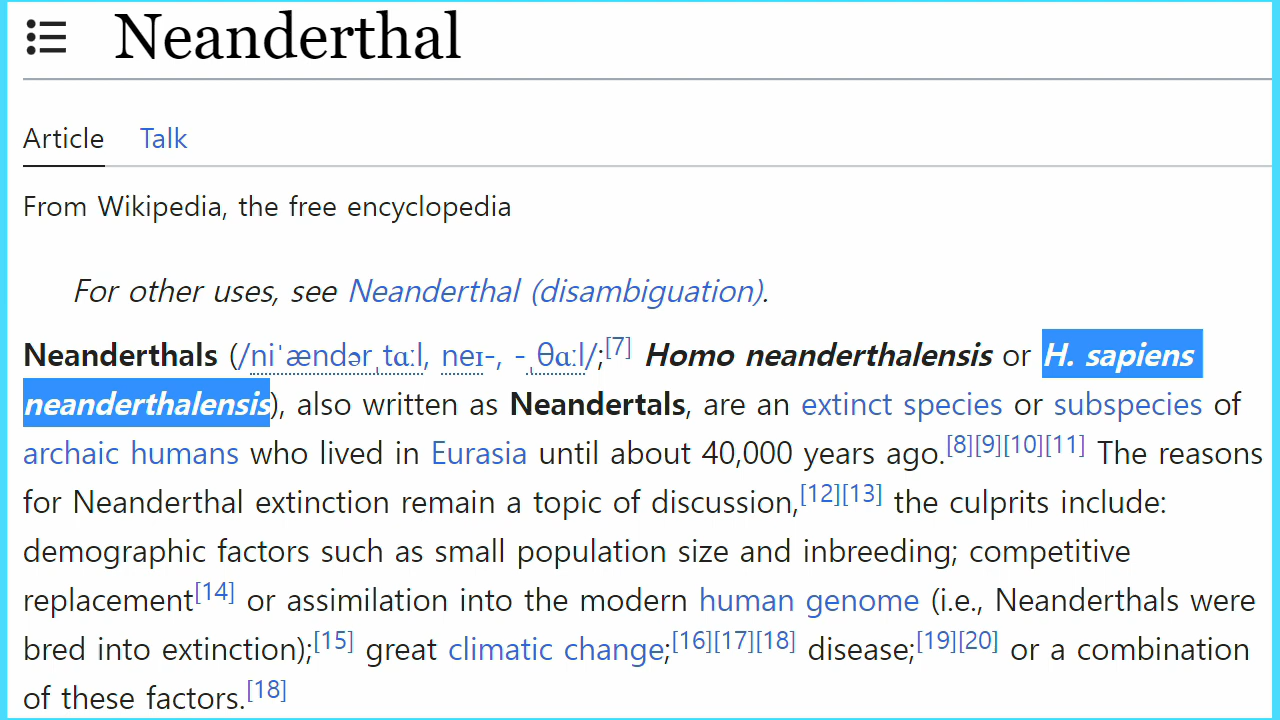 Neanderthal
Article Talk
From Wikipedia, the free encyclopedia
For other uses, see Neanderthal (disambiguation).
Neanderthals (/niˈændərˌtɑːl, neɪ-, -ˌθɑːl/;[7] Homo neanderthalensis or H. sapiens
neanderthalensis), also written as Neandertals, are an extinct species or subspecies of
archaic humans who lived in Eurasia until about 40,000 years ago.[8][9][10][11] The reasons
for Neanderthal extinction remain a topic of discussion,[12][13] the culprits include:
demographic factors such as small population size and inbreeding; competitive
replacement[14] or assimilation into the modern human genome (i.e., Neanderthals were
bred into extinction);[15] great climatic change;[16][17][18] disease;[19][20] or a combination
of these factors.[18]